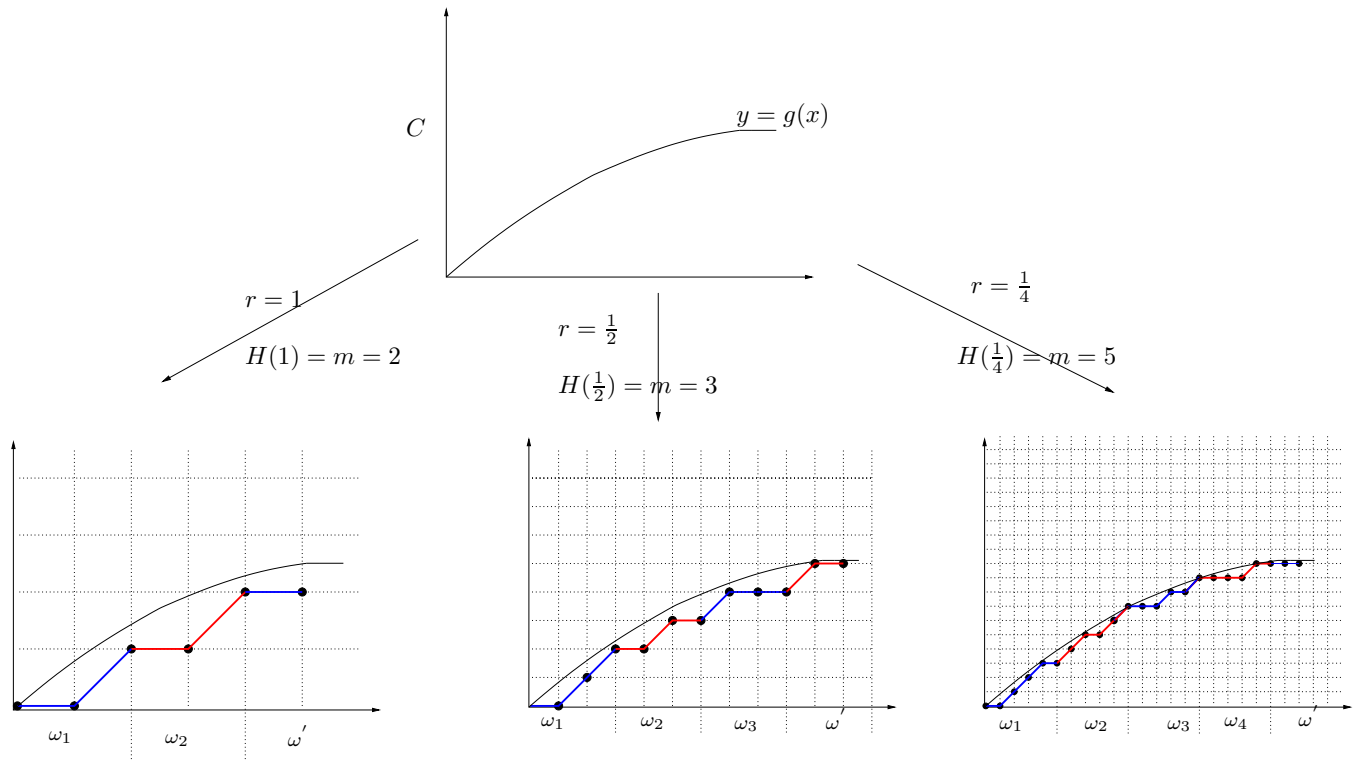 y = g(x)
C
r = 1
H(1) = m = 2
r = 1/2
H(1/2) = m = 3
r = 1/4
H(1/4) = m = 5
ω₁ ω₂ ω′
ω₁ ω₂ ω₃ ω′
ω₁ ω₂ ω₃ ω₄ ω′